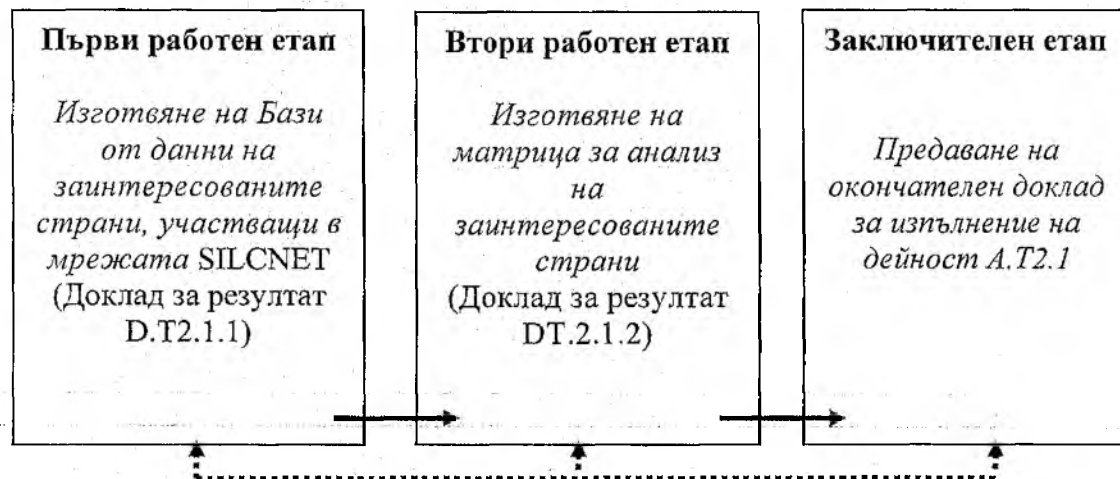 Първи работен етап
Изготвяне на Бази
от данни на
заинтересованите
страни, участващи в
мрежата SILCNET
(Доклад за резултат
D.T2.1.1)
Втори работен етап
Изготвяне на
матрица за анализ
на
заинтересованите
страни
(Доклад за резултат
DT.2.1.2)
Заключителен етап
Предаване на
окончателен доклад
за изпълнение на
дейност A.T2.1